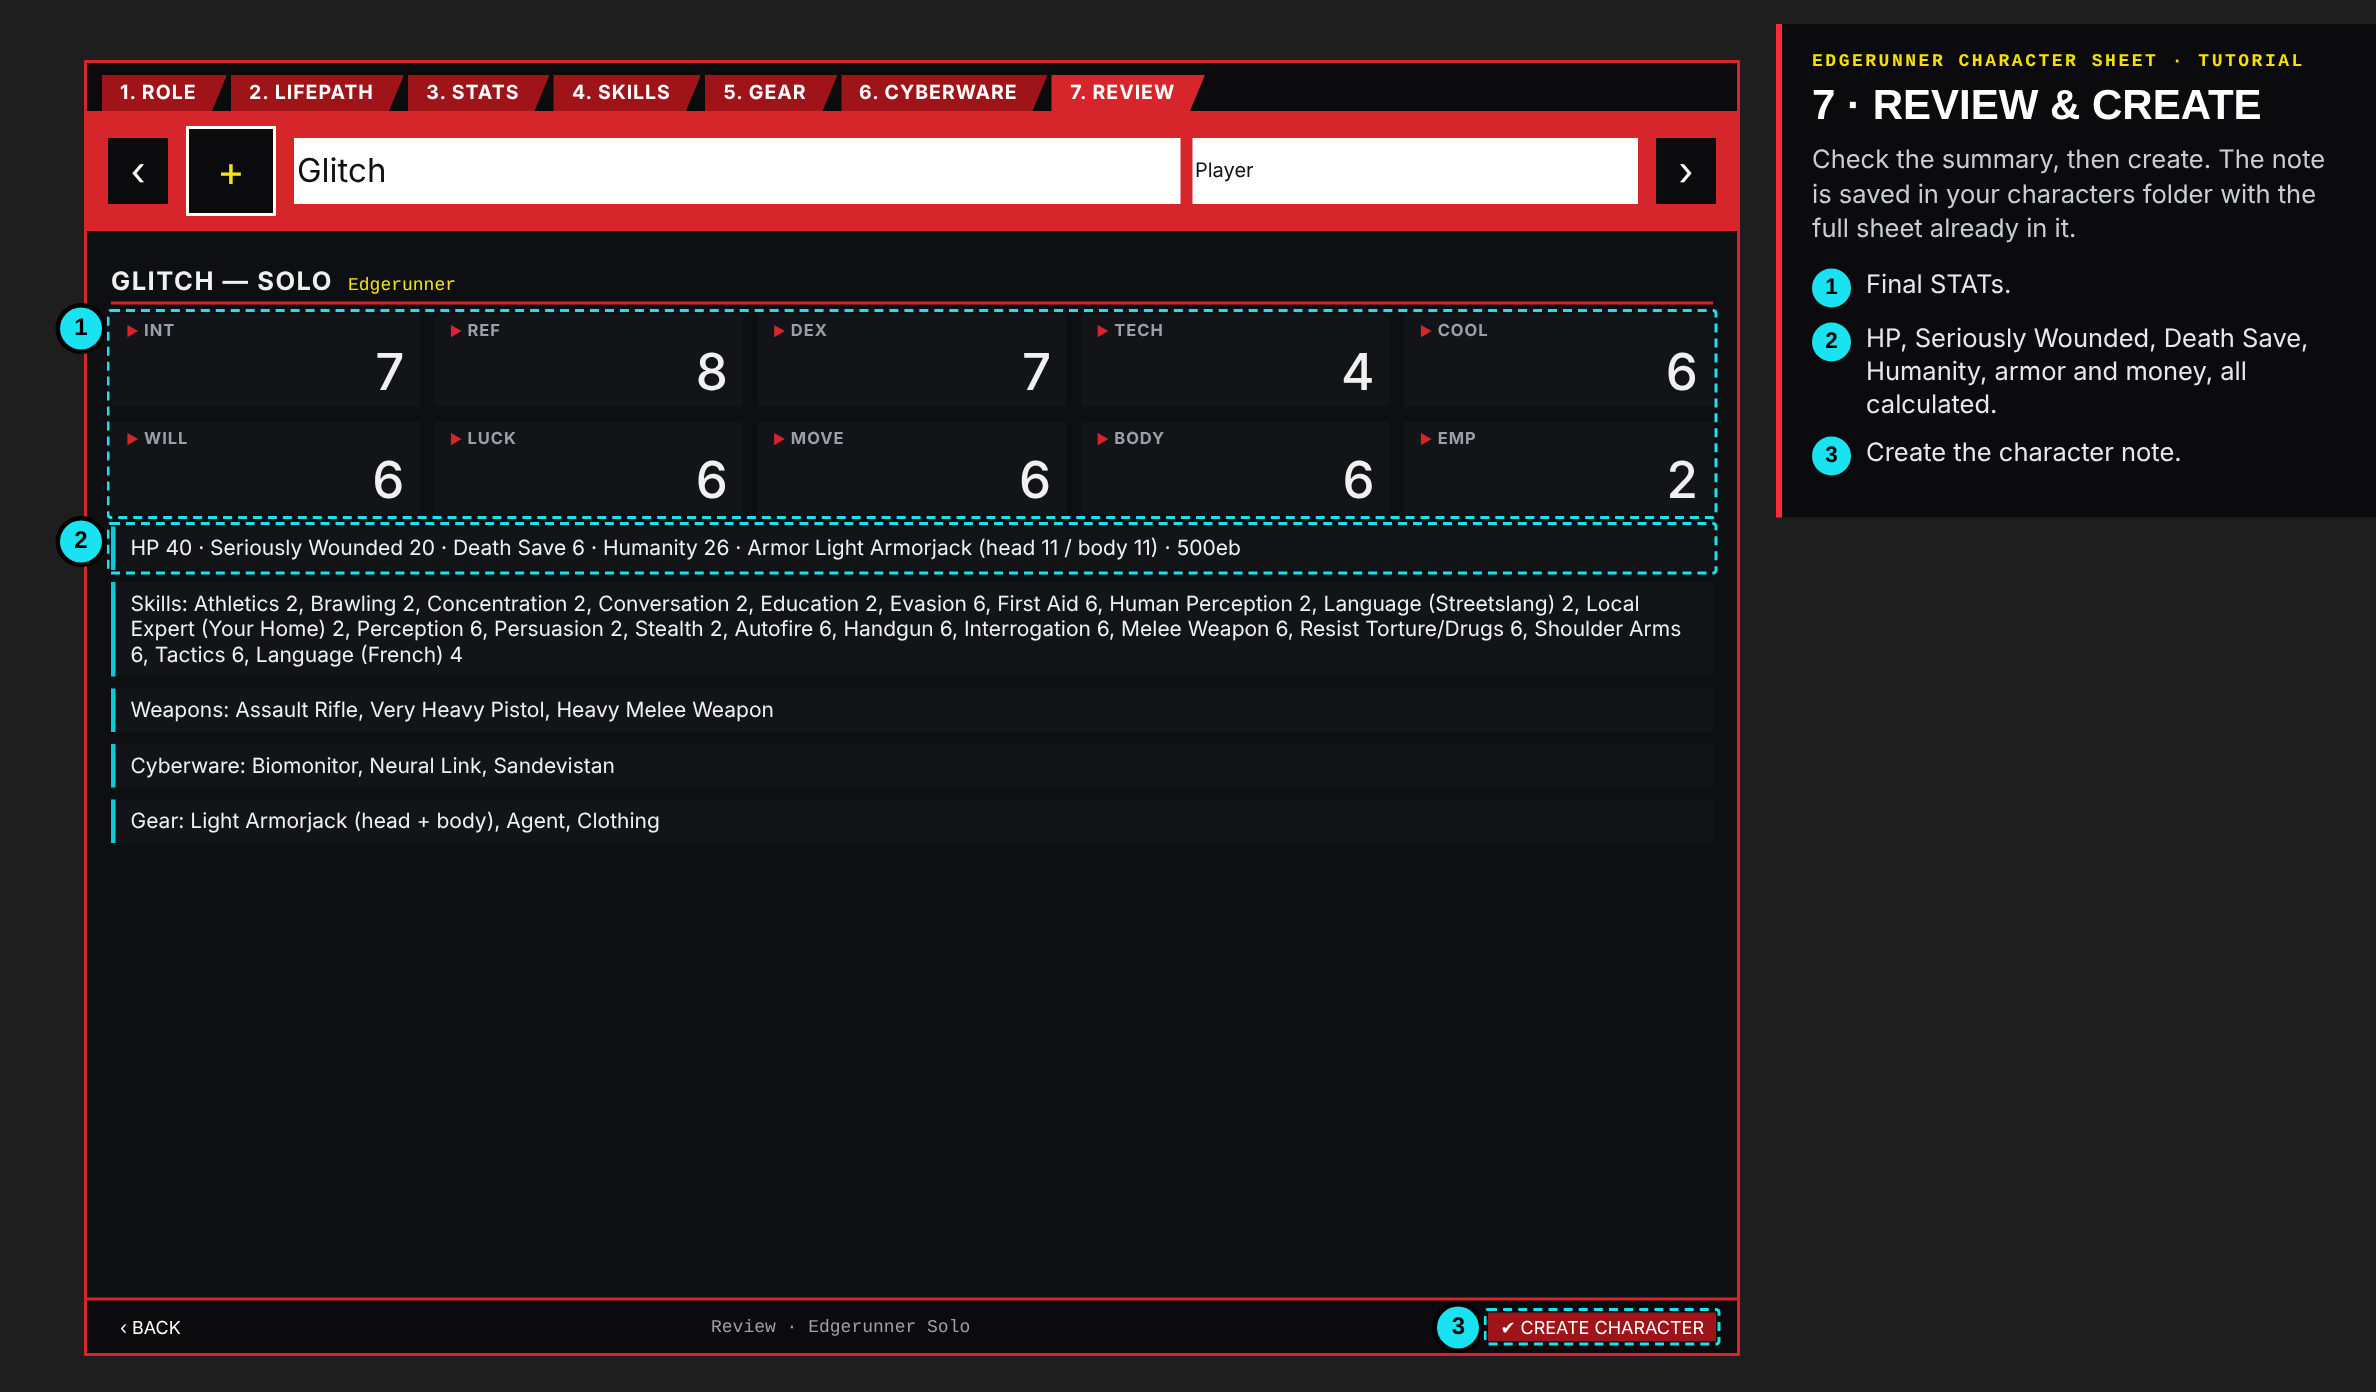 1. ROLE
2. LIFEPATH
3. STATS
4. SKILLS
5. GEAR
6. CYBERWARE
7. REVIEW
‹
+
Glitch
Player
›
GLITCH — SOLO Edgerunner
1
INT
7
REF
8
DEX
7
TECH
4
COOL
6
WILL
6
LUCK
6
MOVE
6
BODY
6
EMP
2
2
HP 40 · Seriously Wounded 20 · Death Save 6 · Humanity 26 · Armor Light Armorjack (head 11 / body 11) · 500eb
Skills: Athletics 2, Brawling 2, Concentration 2, Conversation 2, Education 2, Evasion 6, First Aid 6, Human Perception 2, Language (Streetslang) 2, Local
Expert (Your Home) 2, Perception 6, Persuasion 2, Stealth 2, Autofire 6, Handgun 6, Interrogation 6, Melee Weapon 6, Resist Torture/Drugs 6, Shoulder Arms
6, Tactics 6, Language (French) 4
Weapons: Assault Rifle, Very Heavy Pistol, Heavy Melee Weapon
Cyberware: Biomonitor, Neural Link, Sandevistan
Gear: Light Armorjack (head + body), Agent, Clothing
‹ BACK
Review · Edgerunner Solo
3
✔ CREATE CHARACTER
EDGERUNNER CHARACTER SHEET · TUTORIAL
7 · REVIEW & CREATE
Check the summary, then create. The note
is saved in your characters folder with the
full sheet already in it.
1 Final STATs.
2 HP, Seriously Wounded, Death Save,
Humanity, armor and money, all
calculated.
3 Create the character note.